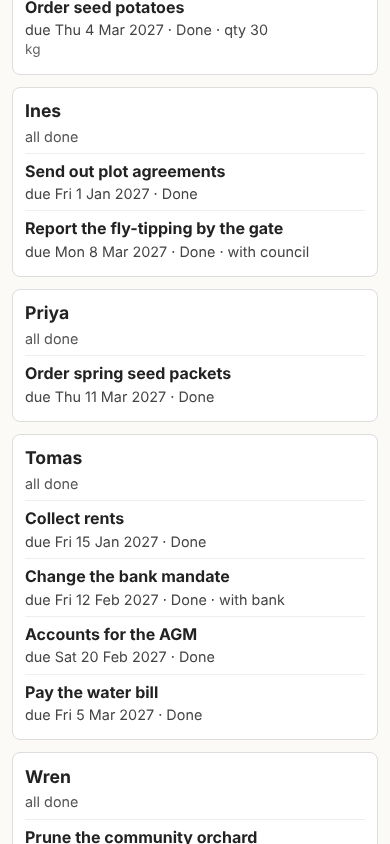 Order seed potatoes
due Thu 4 Mar 2027 · Done · qty 30
kg
Ines
all done
Send out plot agreements
due Fri 1 Jan 2027 · Done
Report the fly-tipping by the gate
due Mon 8 Mar 2027 · Done · with council
Priya
all done
Order spring seed packets
due Thu 11 Mar 2027 · Done
Tomas
all done
Collect rents
due Fri 15 Jan 2027 · Done
Change the bank mandate
due Fri 12 Feb 2027 · Done · with bank
Accounts for the AGM
due Sat 20 Feb 2027 · Done
Pay the water bill
due Fri 5 Mar 2027 · Done
Wren
all done
Prune the community orchard